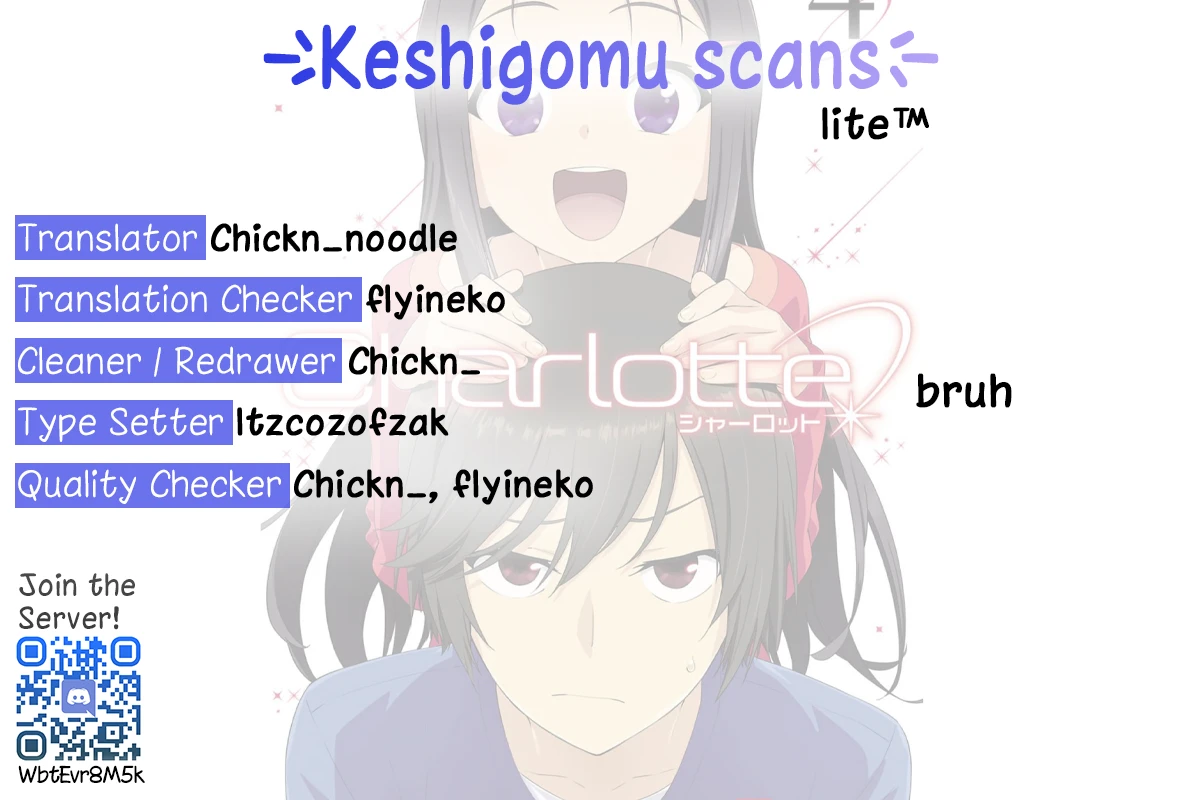 4
Keshigomu scans
lite™
Translator Chickn_noodle
Translation Checker flyineko
Charlotte
シャーロット
Cleaner / Redrawer Chickn_
bruh
Type Setter Itzcozofzak
Quality Checker Chickn_, flyineko
Join the
Server!
WbtEvr8M5k